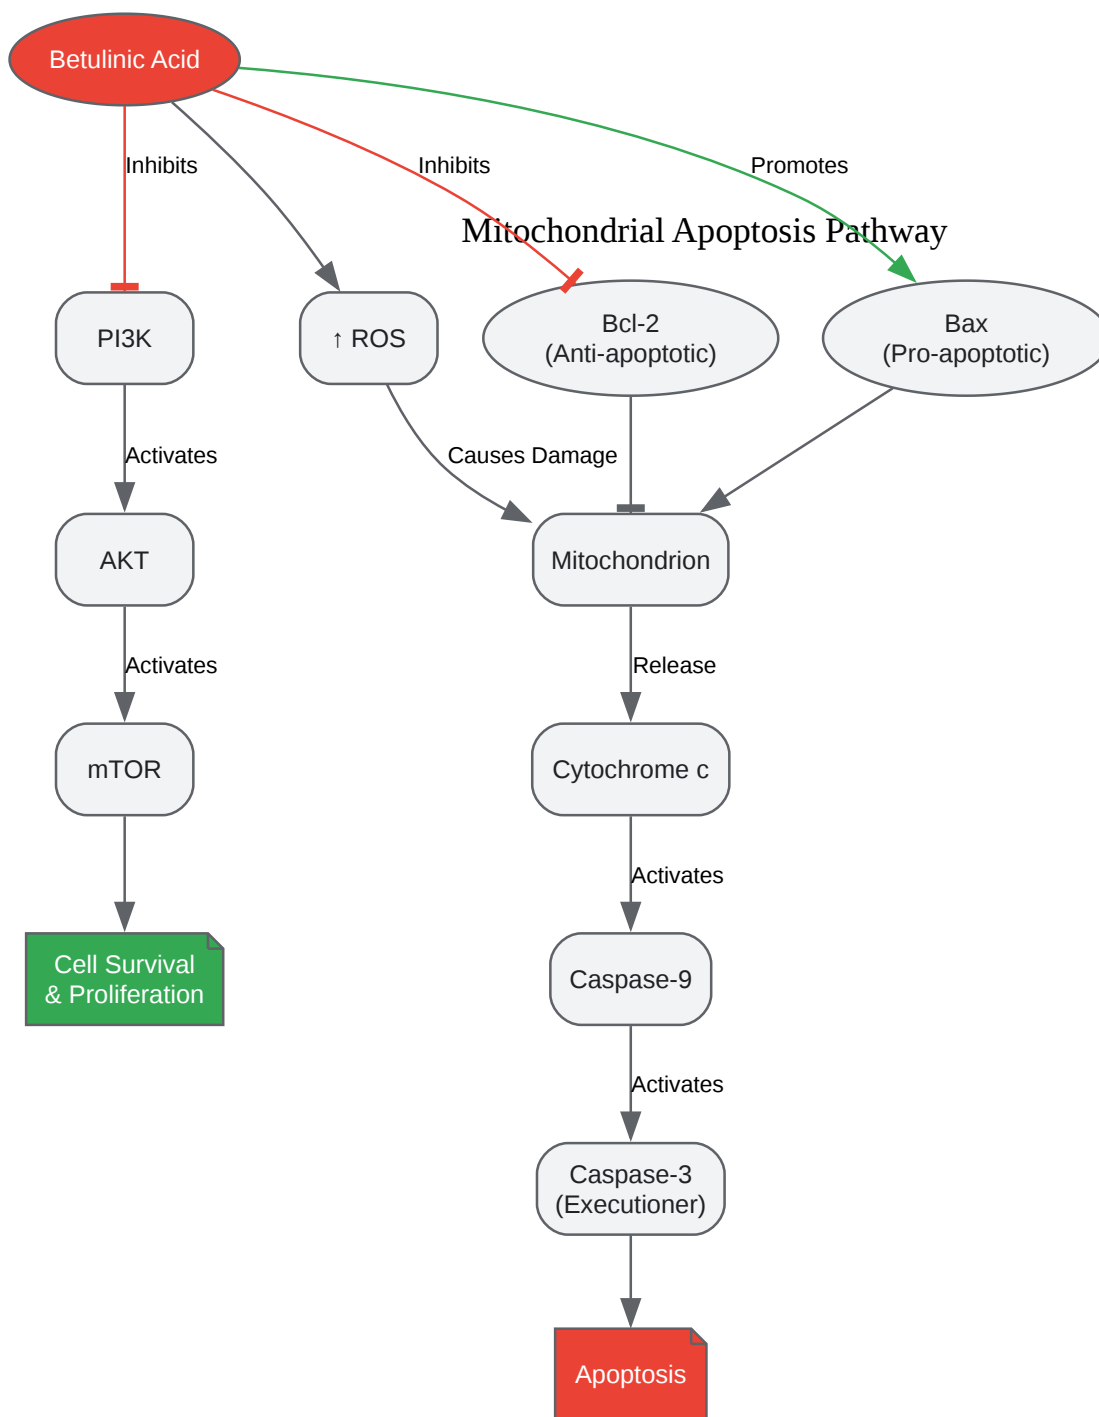 Betulinic Acid
Inhibits
Inhibits
Promotes
Mitochondrial Apoptosis Pathway
PI3K
↑ ROS
Bcl-2
(Anti-apoptotic)
Bax
(Pro-apoptotic)
Activates
Causes Damage
AKT
Mitochondrion
Activates
Release
mTOR
Cytochrome c
Activates
Cell Survival
& Proliferation
Caspase-9
Activates
Caspase-3
(Executioner)
Apoptosis